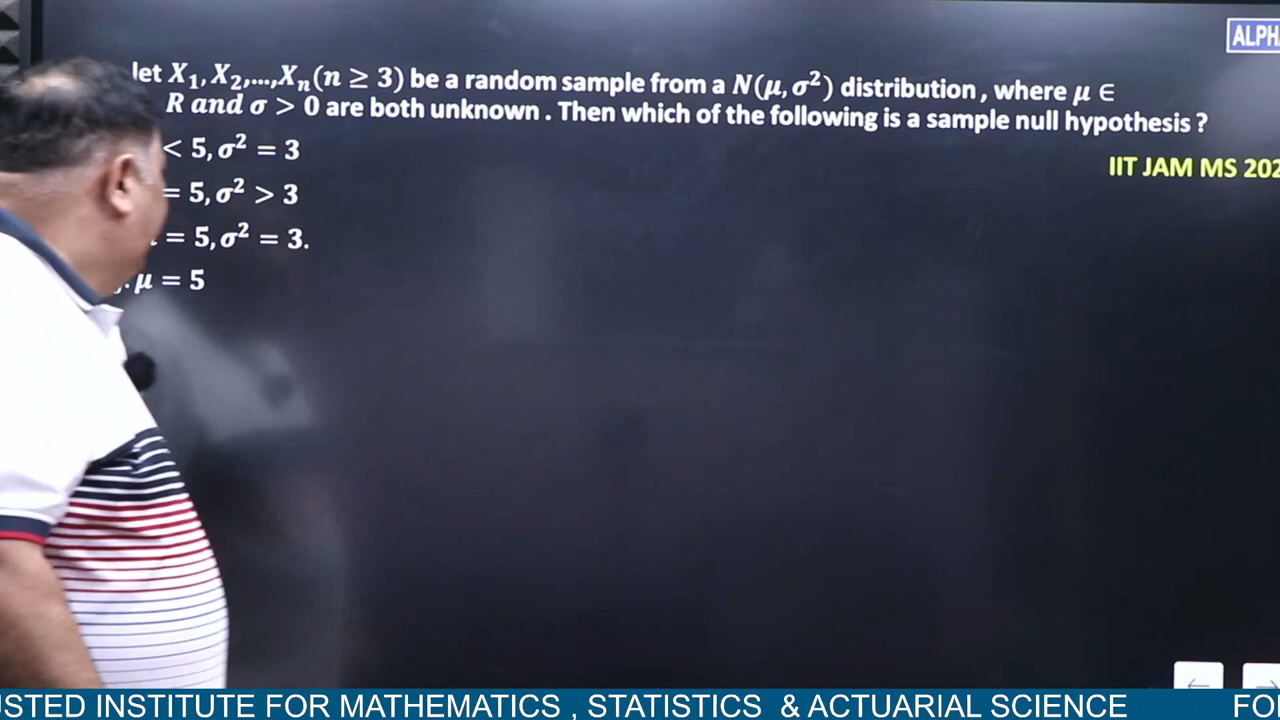 let X₁, X₂,...,Xₙ(n ≥ 3) be a random sample from a N(μ, σ²) distribution , where μ ∈
R and σ > 0 are both unknown . Then which of the following is a sample null hypothesis ?
< 5, σ² = 3
IIT JAM MS 202
= 5, σ² > 3
= 5, σ² = 3.
. μ = 5
USTED INSTITUTE FOR MATHEMATICS , STATISTICS & ACTUARIAL SCIENCE FO